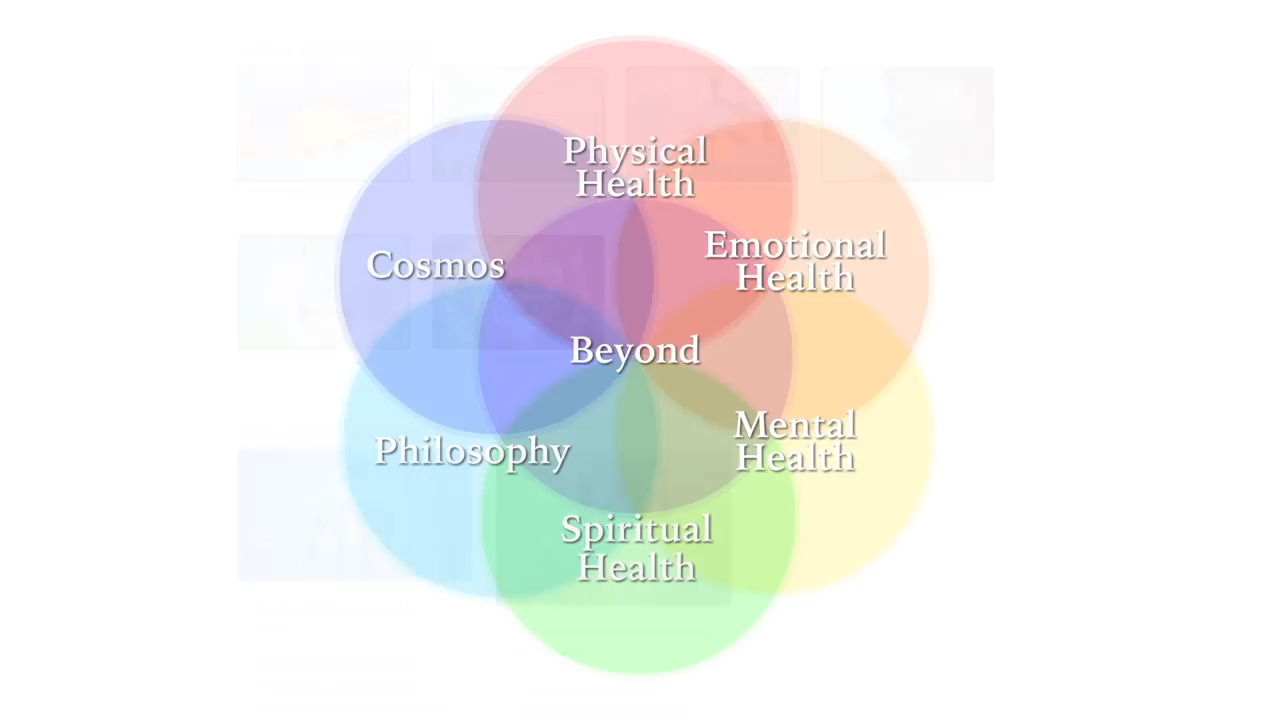 Physical
Health
Emotional
Health
Cosmos
Beyond
Mental
Health
Philosophy
Spiritual
Health